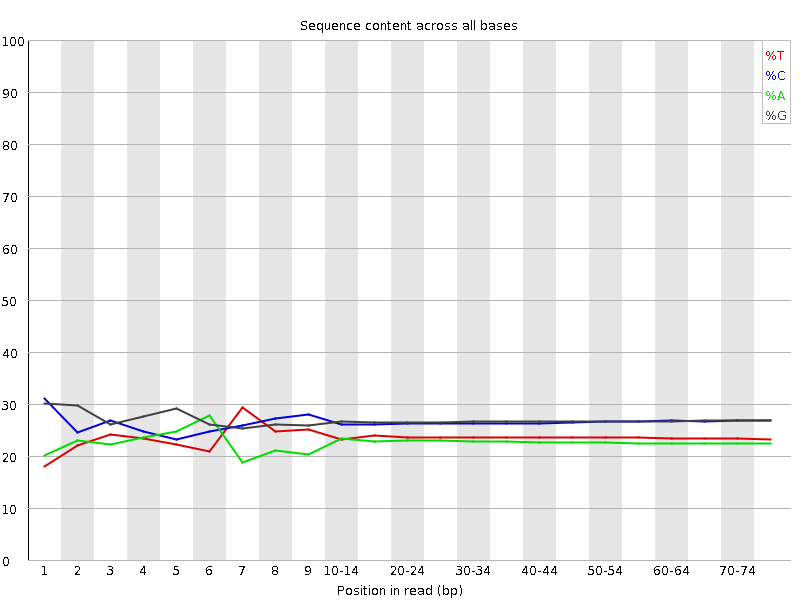 Sequence content across all bases
100
90
80
70
60
50
40
30
20
10
0
%T
%C
%A
%G
1 2 3 4 5 6 7 8 9 10-14 20-24 30-34 40-44 50-54 60-64 70-74
Position in read (bp)